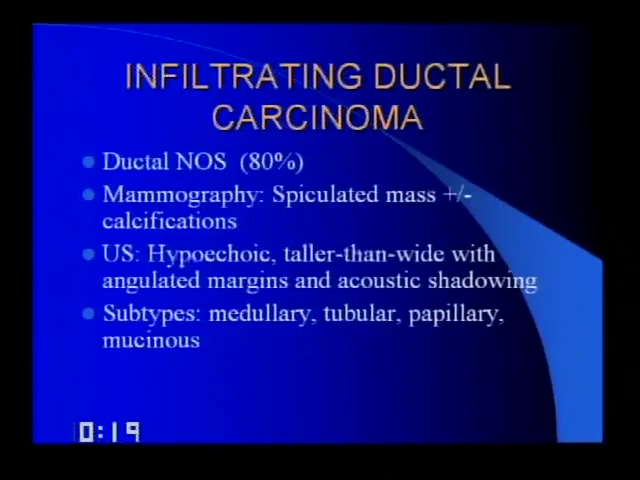 INFILTRATING DUCTAL
CARCINOMA
Ductal NOS (80%)
Mammography: Spiculated mass +/-
calcifications
US: Hypoechoic, taller-than-wide with
angulated margins and acoustic shadowing
Subtypes: medullary, tubular, papillary,
mucinous
0:19